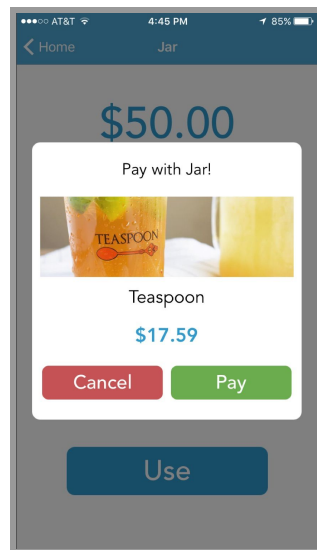 AT&T 4:45 PM 85%
Home Jar
$50.00
Pay with Jar!
TEASPOON
Teaspoon
$17.59
Cancel Pay
Use